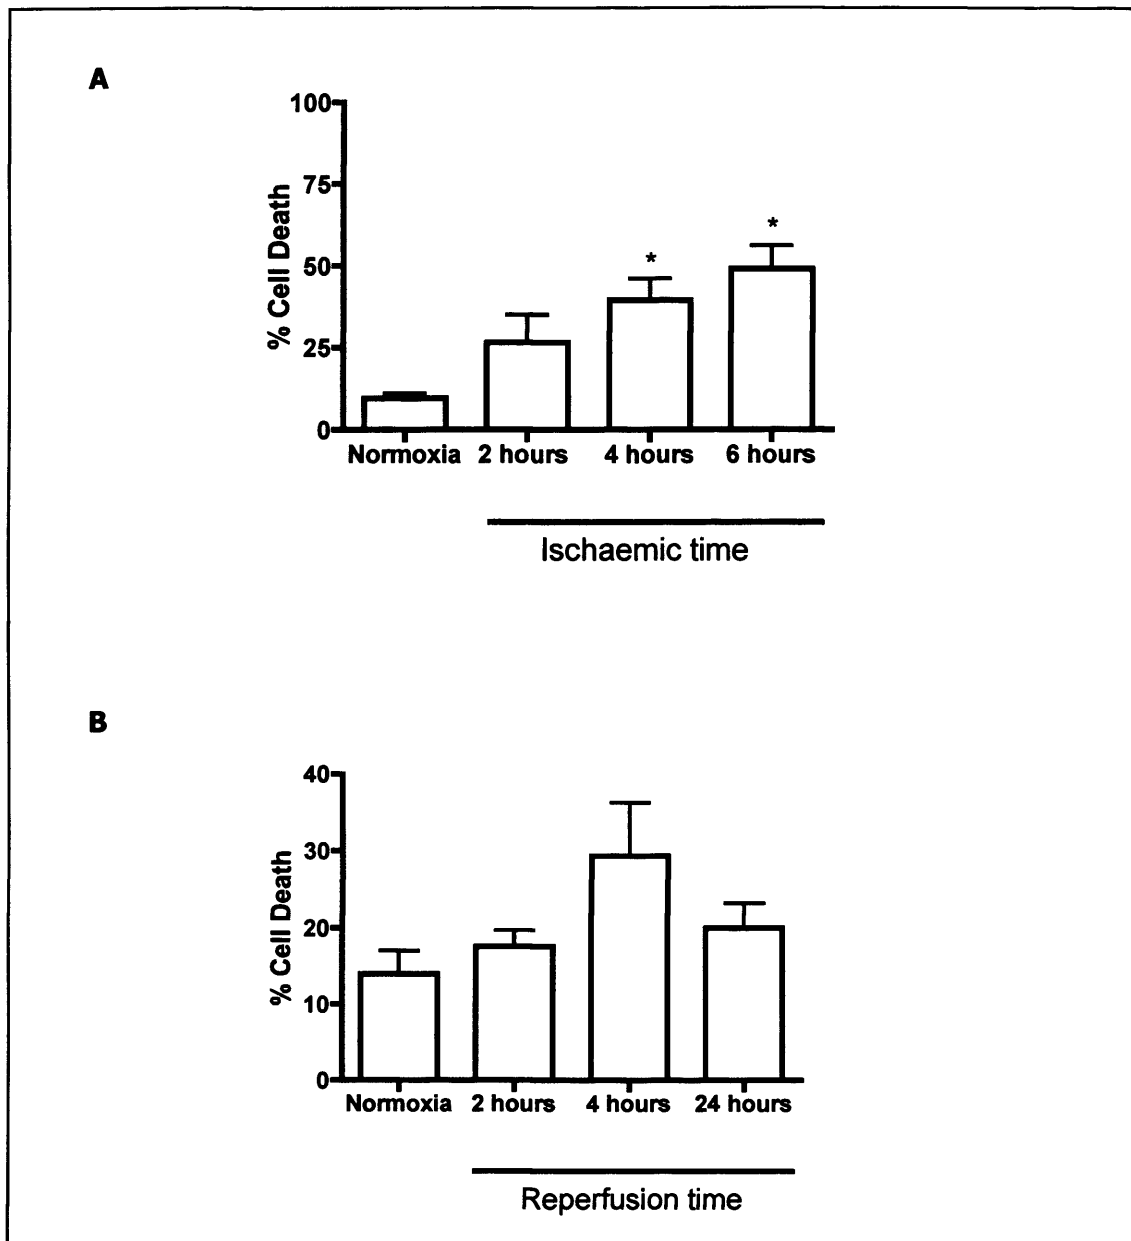 A
100
75
50
25
0
% Cell Death
*
*
Normoxia 2 hours 4 hours 6 hours
Ischaemic time
B
40
30
20
10
0
% Cell Death
Normoxia 2 hours 4 hours 24 hours
Reperfusion time